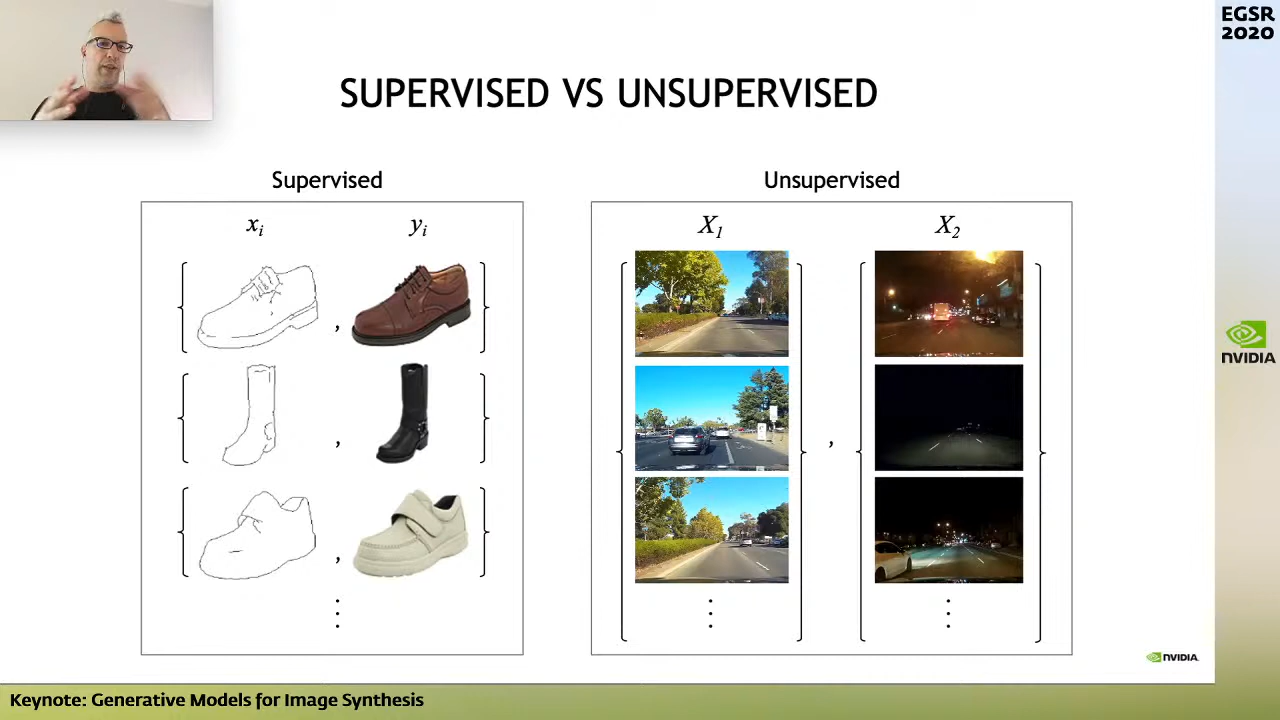 EGSR
2020
SUPERVISED VS UNSUPERVISED
Supervised
Unsupervised
xᵢ
yᵢ
X₁
X₂
,
,
,
,
NVIDIA
NVIDIA.
Keynote: Generative Models for Image Synthesis